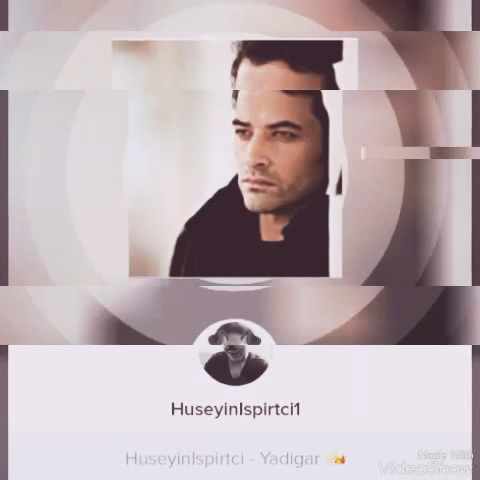 HuseyinIspirtci1
HuseyinIspirtci - Yadigar 👑
Made With
VideoShow